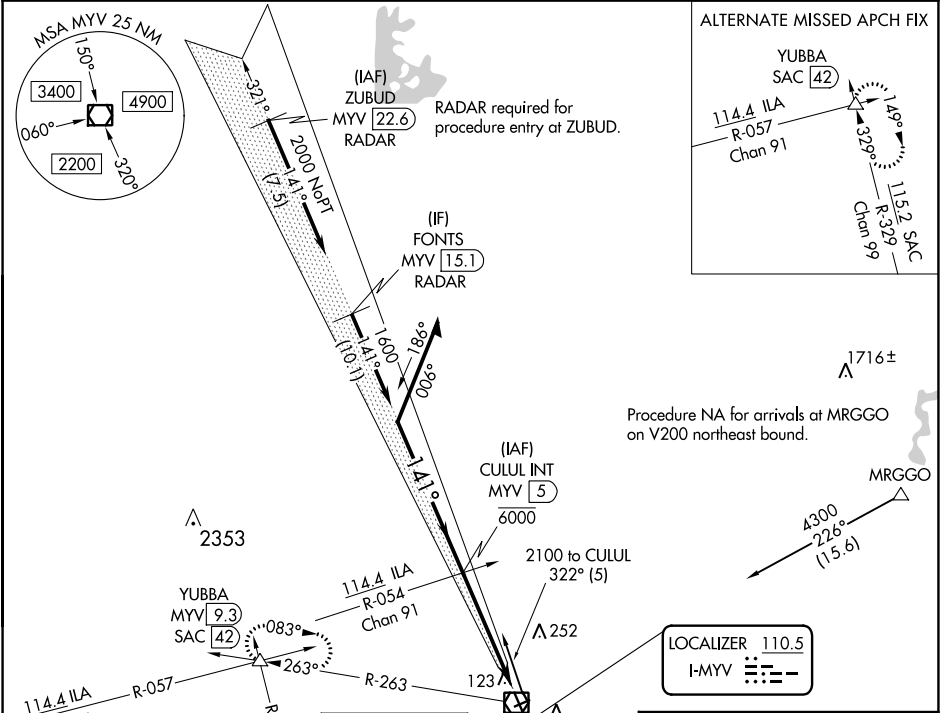 MSA MYV 25 NM
150°
3400
4900
060°
2200
320°
(IAF)
ZUBUD
MYV 22.6
RADAR
RADAR required for
procedure entry at ZUBUD.
321°
2000 NoPT
141°
(7.5)
(IF)
FONTS
MYV 15.1
RADAR
1600
141°
(10.1)
186°
006°
141°
(IAF)
CULUL INT
MYV 5
6000
2100 to CULUL
322° (5)
252
123
2353
114.4 ILA
R-054
Chan 91
YUBBA
MYV 9.3
SAC 42
083°
263°
R-263
114.4 ILA
R-057
R
ALTERNATE MISSED APCH FIX
YUBBA
SAC 42
114.4 ILA
R-057
Chan 91
149°
329°
115.2 SAC
R-329
Chan 99
1716±
Procedure NA for arrivals at MRGGO
on V200 northeast bound.
MRGGO
4300
226°
(15.6)
LOCALIZER 110.5
I-MYV